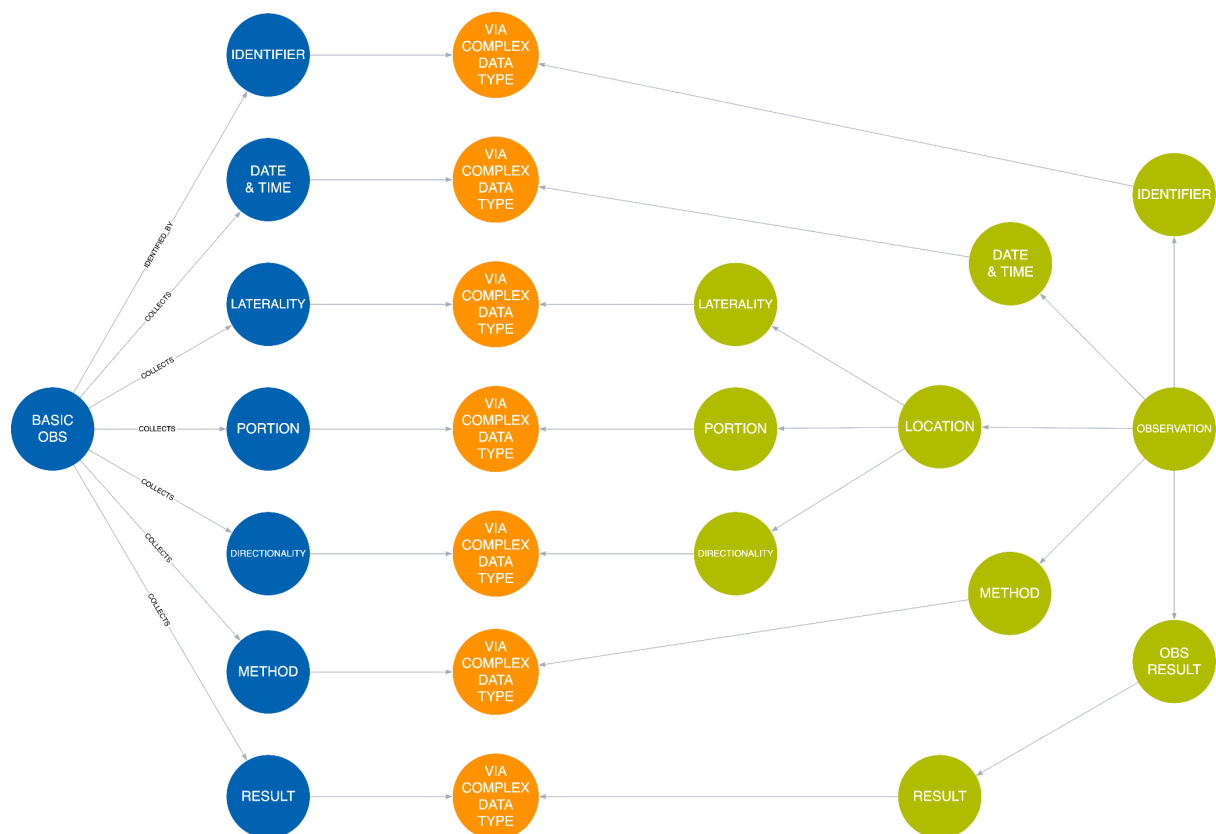 IDENTIFIER
VIA
COMPLEX
DATA
TYPE
DATE
& TIME
VIA
COMPLEX
DATA
TYPE
IDENTIFIER
IDENTIFIED_BY
DATE
& TIME
COLLECTS
LATERALITY
VIA
COMPLEX
DATA
TYPE
LATERALITY
COLLECTS
BASIC
OBS
COLLECTS
PORTION
VIA
COMPLEX
DATA
TYPE
PORTION
LOCATION
OBSERVATION
COLLECTS
DIRECTIONALITY
VIA
COMPLEX
DATA
TYPE
DIRECTIONALITY
COLLECTS
METHOD
COLLECTS
METHOD
VIA
COMPLEX
DATA
TYPE
OBS
RESULT
RESULT
VIA
COMPLEX
DATA
TYPE
RESULT